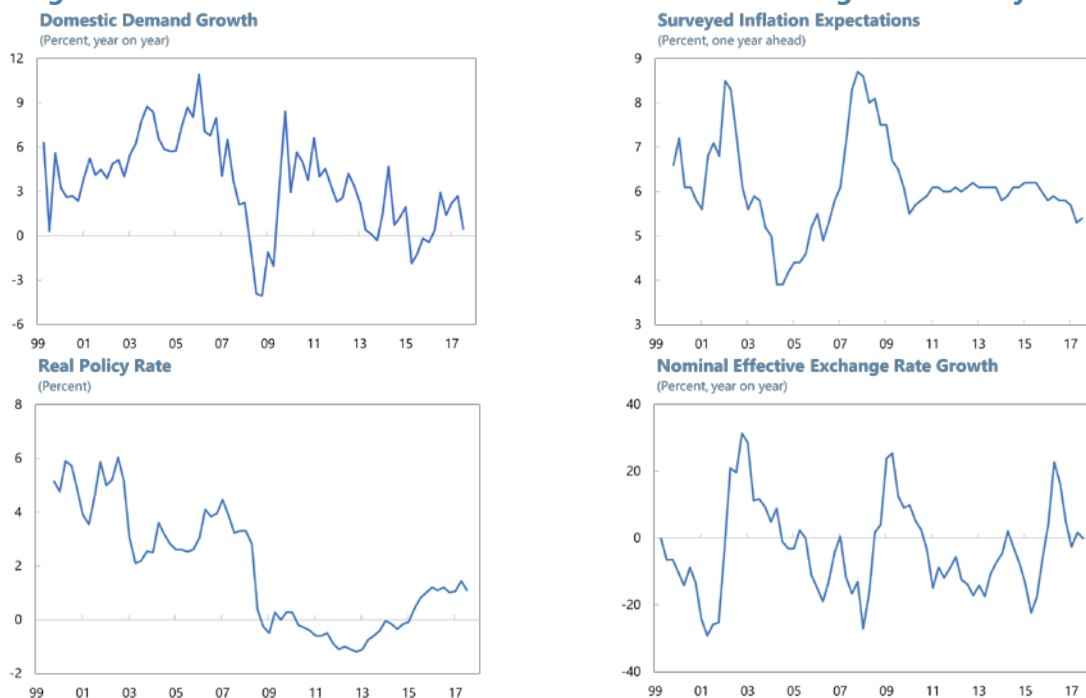 Domestic Demand Growth
(Percent, year on year)
12
9
6
3
0
-3
-6
99 01 03 05 07 09 11 13 15 17
Surveyed Inflation Expectations
(Percent, one year ahead)
9
8
7
6
5
4
3
99 01 03 05 07 09 11 13 15 17
Real Policy Rate
(Percent)
8
6
4
2
0
-2
99 01 03 05 07 09 11 13 15 17
Nominal Effective Exchange Rate Growth
(Percent, year on year)
40
20
0
-20
-40
99 01 03 05 07 09 11 13 15 17